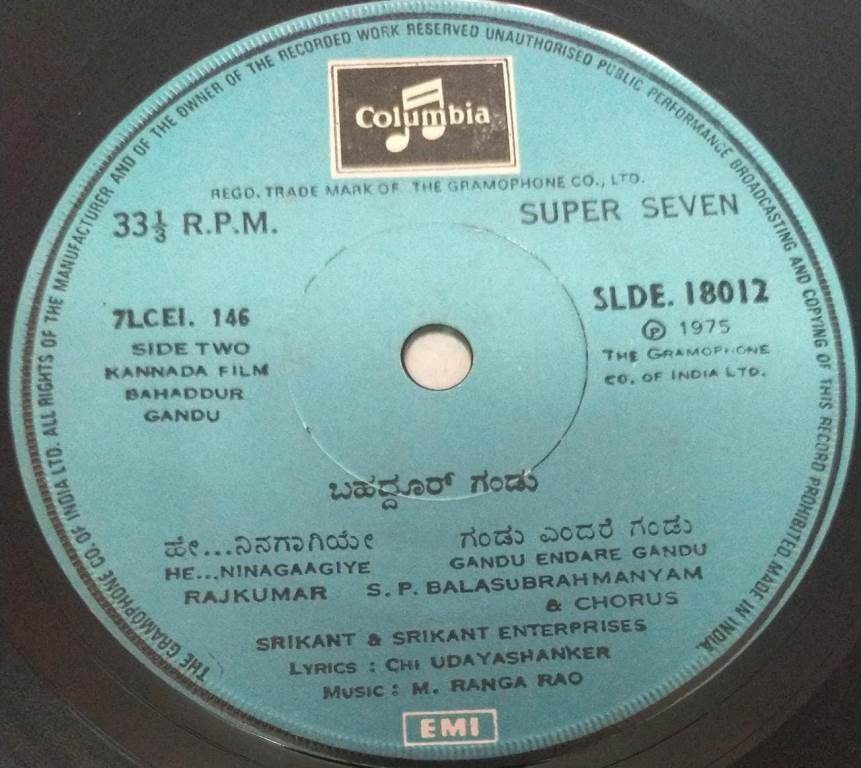 THE GRAMOPHONE CO. OF INDIA LTD. ALL RIGHTS OF THE MANUFACTURER AND OF THE OWNER OF THE RECORDED WORK RESERVED UNAUTHORISED PUBLIC PERFORMANCE BROADCASTING AND COPYING OF THIS RECORD PROHIBITED. MADE IN INDIA.
Columbia
REGD. TRADE MARK OF THE GRAMOPHONE CO., LTD.
33⅓ R.P.M.
SUPER SEVEN
7LCEI. 146
SIDE TWO
KANNADA FILM
BAHADDUR
GANDU
SLDE. 18012
℗ 1975
THE GRAMOPHONE
CO. OF INDIA LTD.
ಬಹದ್ದೂರ್ ಗಂಡು
ಹೇ...ನಿನಗಾಗಿಯೇ
HE...NINAGAAGIYE
RAJKUMAR
ಗಂಡು ಎಂದರೆ ಗಂಡು
GANDU ENDARE GANDU
S. P. BALASUBRAHMANYAM
& CHORUS
SRIKANT & SRIKANT ENTERPRISES
LYRICS : CHI UDAYASHANKER
MUSIC : M. RANGA RAO
EMI